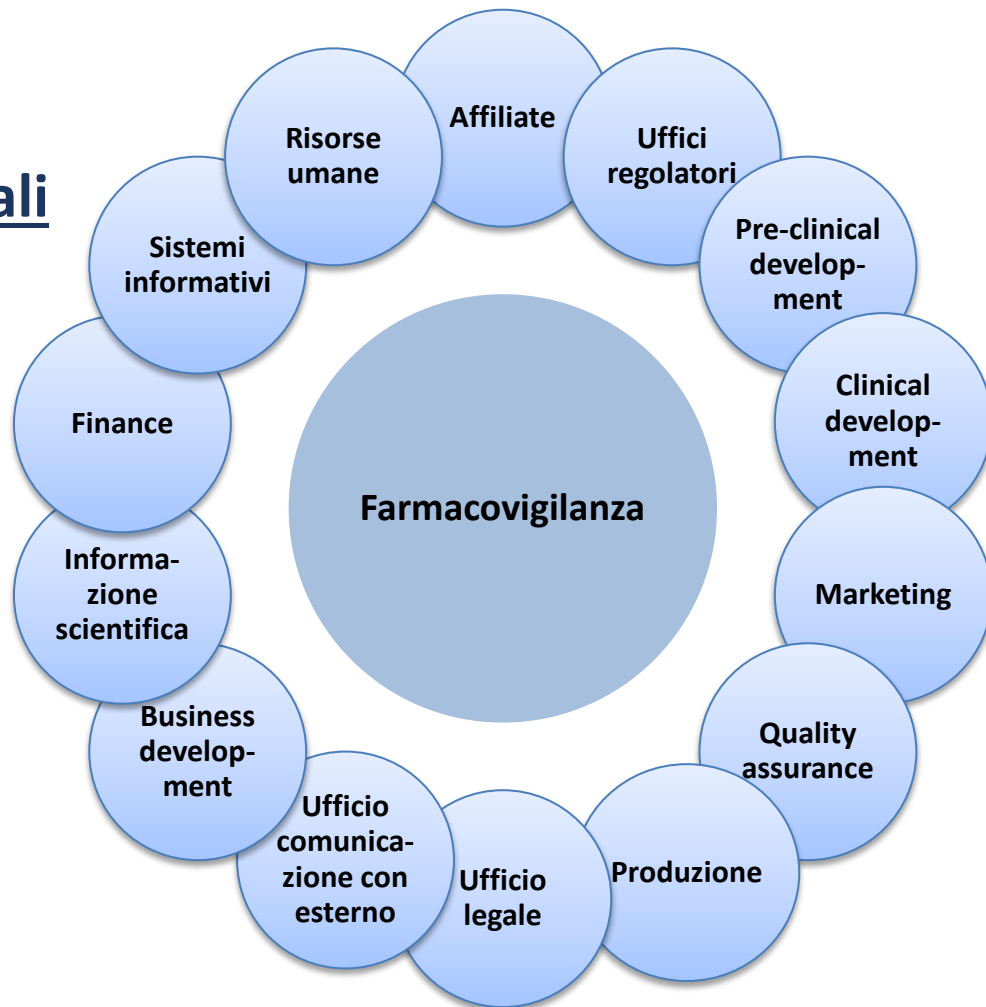 ali
Affiliate
Uffici
regolatori
Pre-clinical
develop-
ment
Clinical
develop-
ment
Marketing
Quality
assurance
Produzione
Ufficio
legale
Ufficio
comunica-
zione con
esterno
Business
develop-
ment
Informa-
zione
scientifica
Finance
Sistemi
informativi
Risorse
umane
Farmacovigilanza